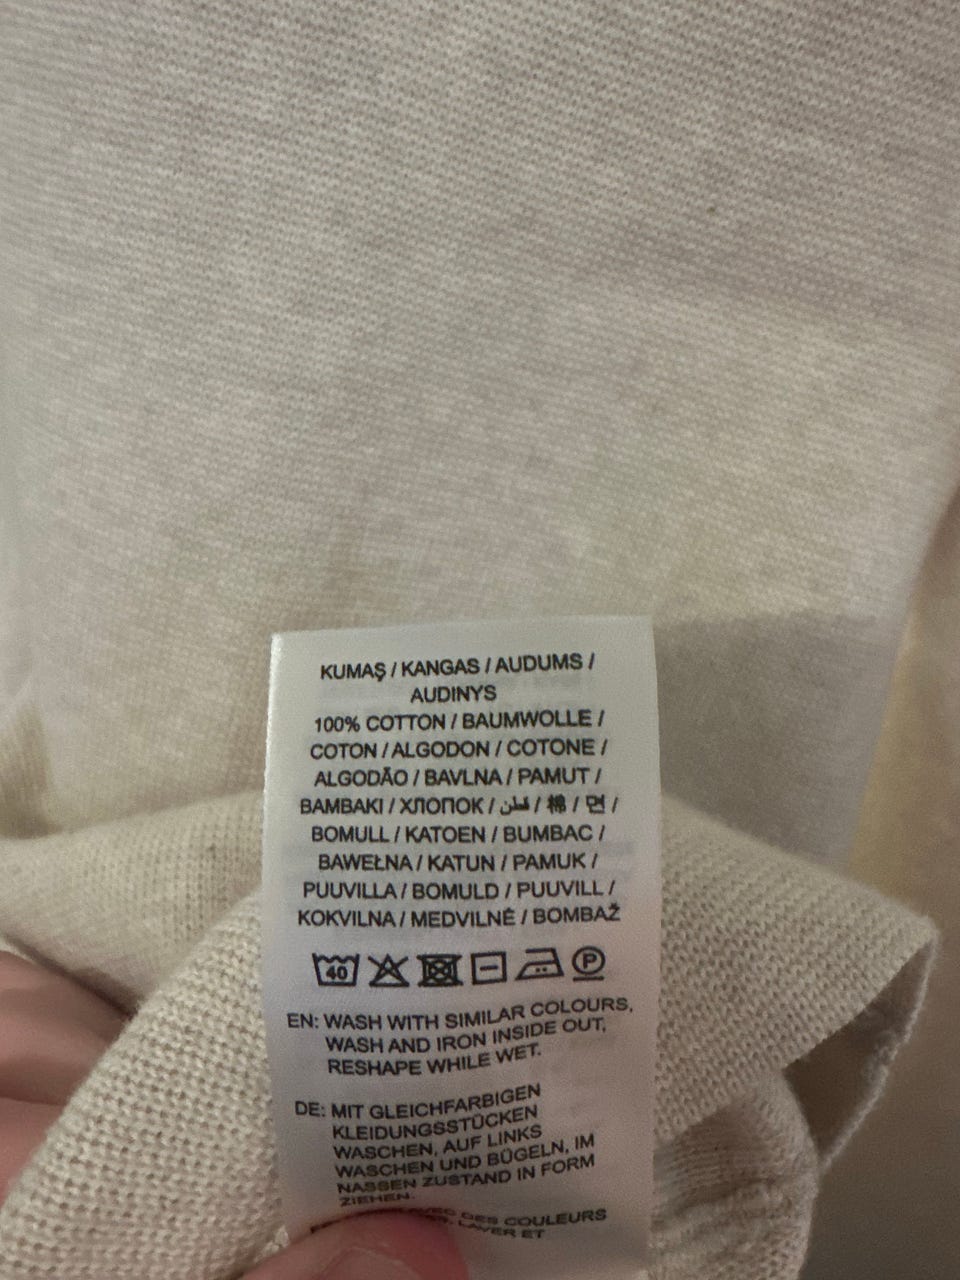 KUMAŞ / KANGAS / AUDUMS /
AUDINYS
100% COTTON / BAUMWOLLE /
COTON / ALGODON / COTONE /
ALGODÃO / BAVLNA / PAMUT /
BAMBAKI / ХЛОПОК / قطن / 棉 / 면 /
BOMULL / KATOEN / BUMBAC /
BAWEŁNA / KATUN / PAMUK /
PUUVILLA / BOMULD / PUUVILL /
KOKVILNA / MEDVILNĖ / BOMBAŽ
40 P
EN: WASH WITH SIMILAR COLOURS,
WASH AND IRON INSIDE OUT,
RESHAPE WHILE WET.
DE: MIT GLEICHFARBIGEN
KLEIDUNGSSTÜCKEN
WASCHEN, AUF LINKS
WASCHEN UND BÜGELN, IM
NASSEN ZUSTAND IN FORM
ZIEHEN.
AVEC DES COULEURS
LAVER ET